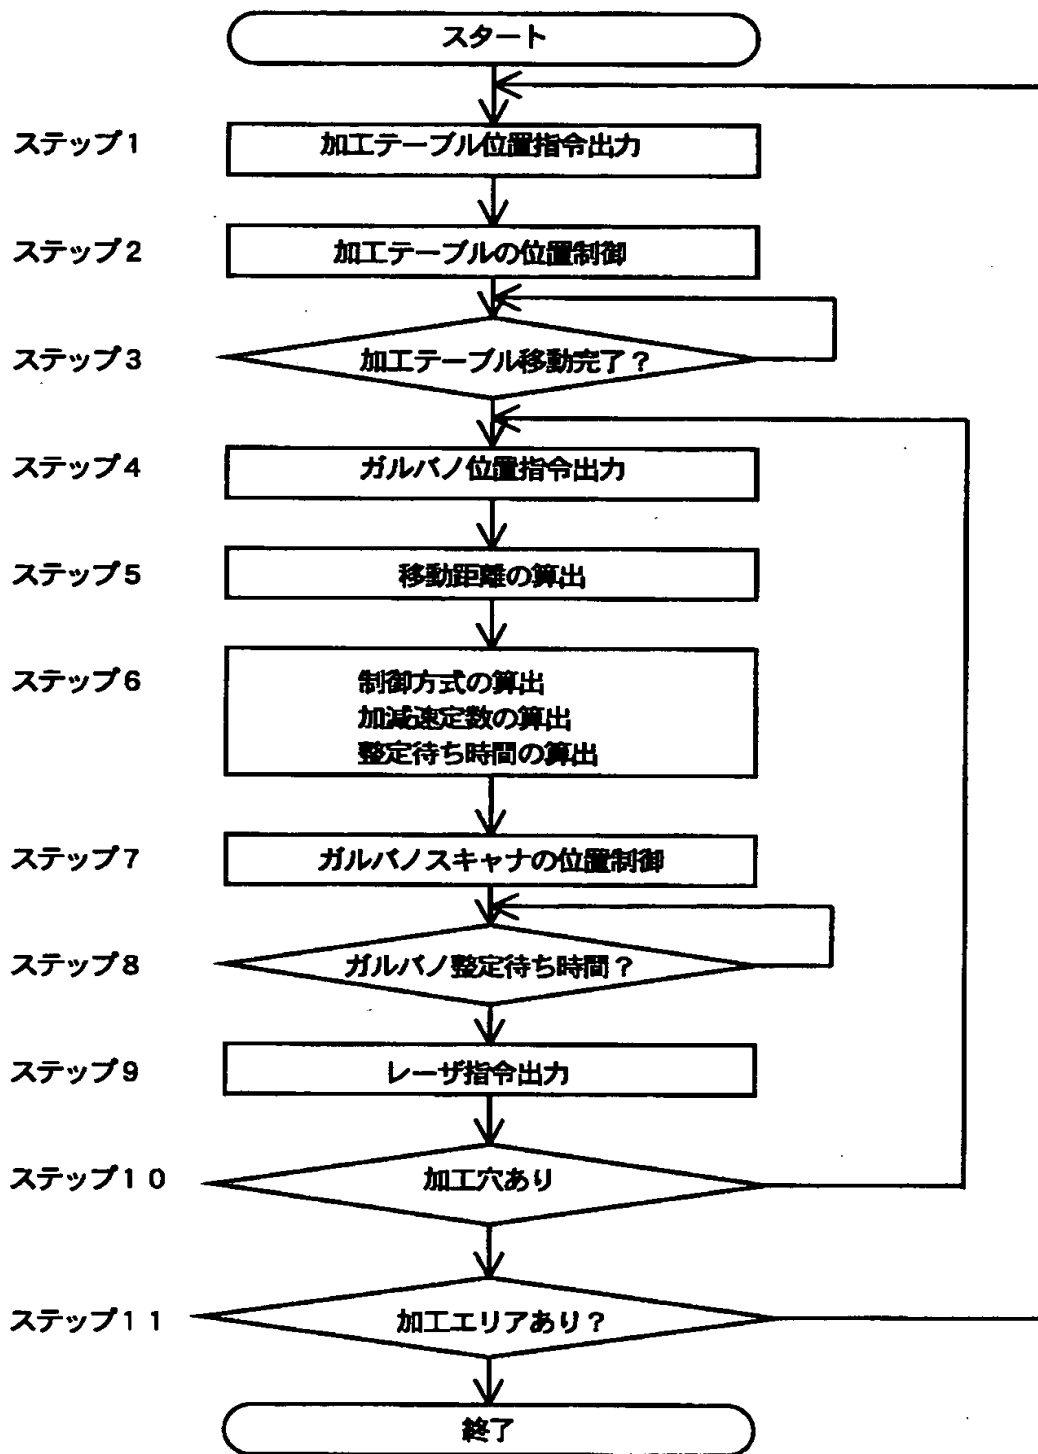 スタート
ステップ1
加工テーブル位置指令出力
ステップ2
加工テーブルの位置制御
ステップ3
加工テーブル移動完了？
ステップ4
ガルバノ位置指令出力
ステップ5
移動距離の算出
ステップ6
制御方式の算出
加減速定数の算出
整定待ち時間の算出
ステップ7
ガルバノスキャナの位置制御
ステップ8
ガルバノ整定待ち時間？
ステップ9
レーザ指令出力
ステップ１０
加工穴あり
ステップ１１
加工エリアあり？
終了